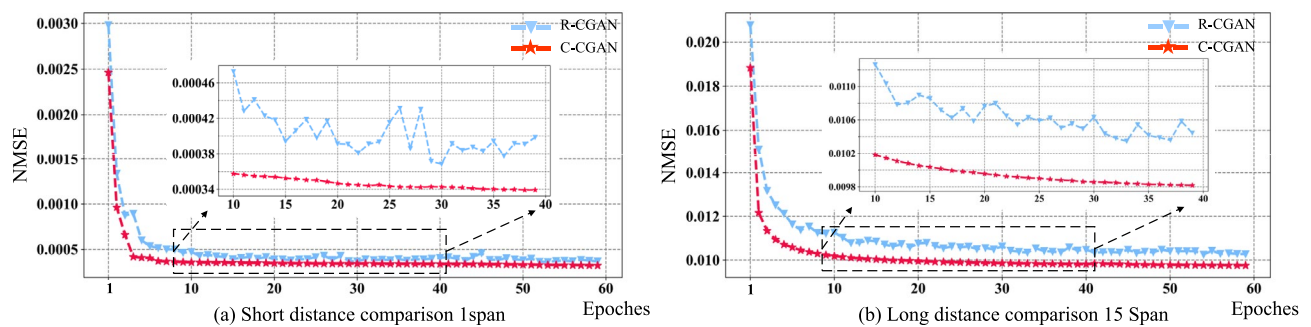 0.0030
0.0025
0.0020
0.0015
0.0010
0.0005
NMSE
R-CGAN
C-CGAN
0.00046
0.00042
0.00038
0.00034
10 15 20 25 30 35 40
1 10 20 30 40 50 60
Epoches
(a) Short distance comparison 1span
0.020
0.018
0.016
0.014
0.012
0.010
NMSE
R-CGAN
C-CGAN
0.0110
0.0106
0.0102
0.0098
10 15 20 25 30 35 40
1 10 20 30 40 50 60
Epoches
(b) Long distance comparison 15 Span